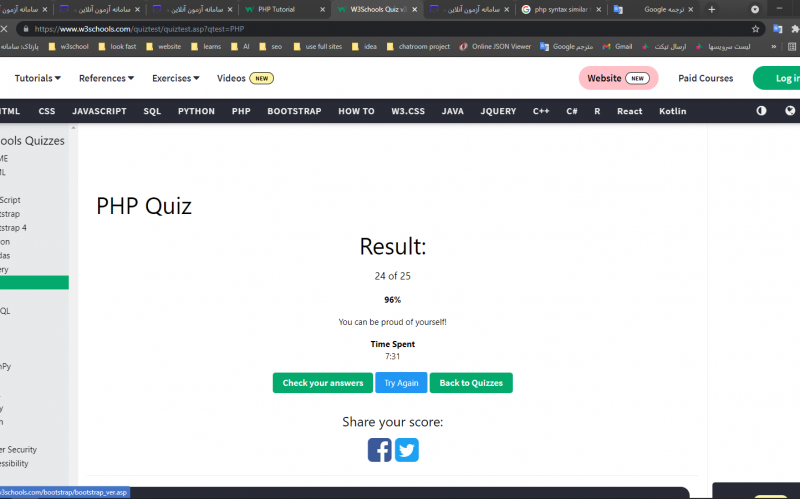 سامانه آزمون آنلاین
سامانه آزمون آنلاین - .
سامانه آزمون آنلاین - .
PHP Tutorial
W3Schools Quiz v
سامانه آزمون آنلاین - .
php syntax similar
ترجمه Google
https://www.w3schools.com/quiztest/quiztest.asp?qtest=PHP
w3school
look fast
website
learns
AI
seo
use full sites
idea
chatroom project
Online JSON Viewer
مترجم Google
Gmail
ارسال تیکت
لیست سرویسها
»
پارتاک: سامانه
Tutorials
References
Exercises
Videos NEW
Website NEW
Paid Courses
Log in
HTML CSS JAVASCRIPT SQL PYTHON PHP BOOTSTRAP HOW TO W3.CSS JAVA JQUERY C++ C# R React Kotlin
ools Quizzes
ME
ML
Script
tstrap
tstrap 4
on
das
ery
QL
mPy
y
n
er Security
essibility
PHP Quiz
Result:
24 of 25
96%
You can be proud of yourself!
Time Spent
7:31
Check your answers
Try Again
Back to Quizzes
Share your score:
w3schools.com/bootstrap/bootstrap_ver.asp